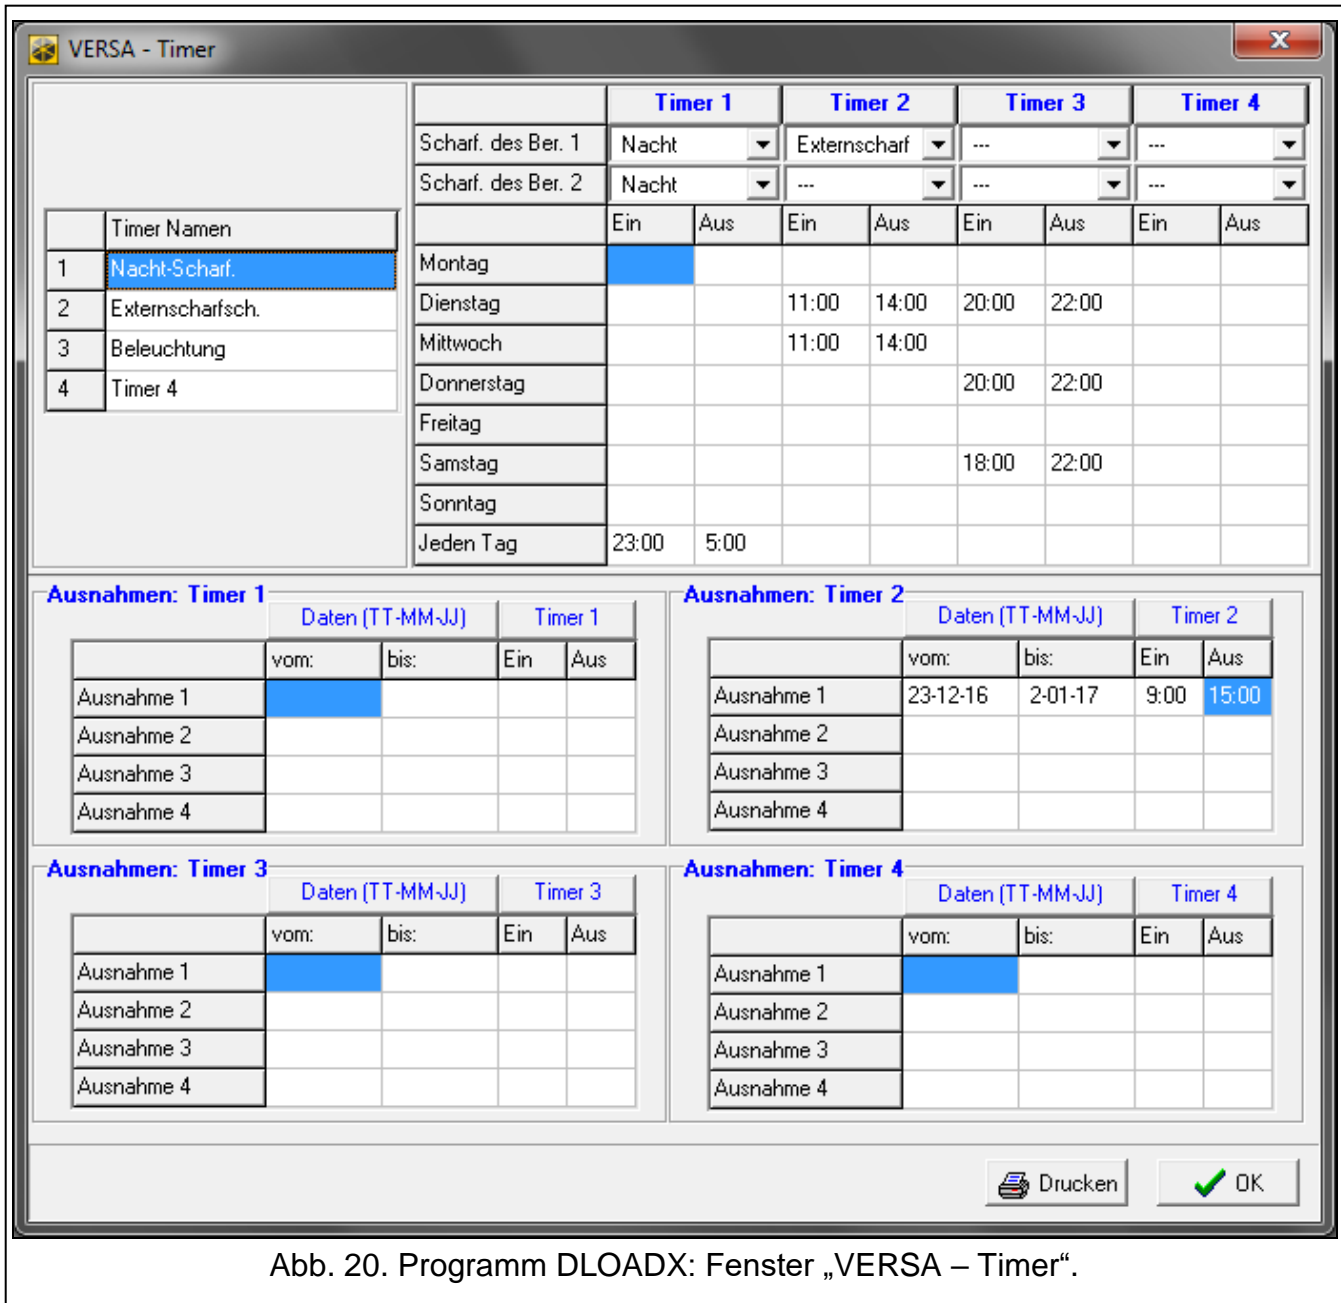 VERSA - Timer
Timer 1 Timer 2 Timer 3 Timer 4
Scharf. des Ber. 1 Nacht Externscharf --- ---
Scharf. des Ber. 2 Nacht --- --- ---
Ein Aus Ein Aus Ein Aus Ein Aus
Montag
Dienstag 11:00 14:00 20:00 22:00
Mittwoch 11:00 14:00
Donnerstag 20:00 22:00
Freitag
Samstag 18:00 22:00
Sonntag
Jeden Tag 23:00 5:00
Timer Namen
1 Nacht-Scharf.
2 Externscharfsch.
3 Beleuchtung
4 Timer 4
Ausnahmen: Timer 1
Daten (TT-MM-JJ) Timer 1
vom: bis: Ein Aus
Ausnahme 1
Ausnahme 2
Ausnahme 3
Ausnahme 4
Ausnahmen: Timer 2
Daten (TT-MM-JJ) Timer 2
vom: bis: Ein Aus
Ausnahme 1 23-12-16 2-01-17 9:00 15:00
Ausnahme 2
Ausnahme 3
Ausnahme 4
Ausnahmen: Timer 3
Daten (TT-MM-JJ) Timer 3
vom: bis: Ein Aus
Ausnahme 1
Ausnahme 2
Ausnahme 3
Ausnahme 4
Ausnahmen: Timer 4
Daten (TT-MM-JJ) Timer 4
vom: bis: Ein Aus
Ausnahme 1
Ausnahme 2
Ausnahme 3
Ausnahme 4
Drucken OK
Abb. 20. Programm DLOADX: Fenster „VERSA – Timer“.